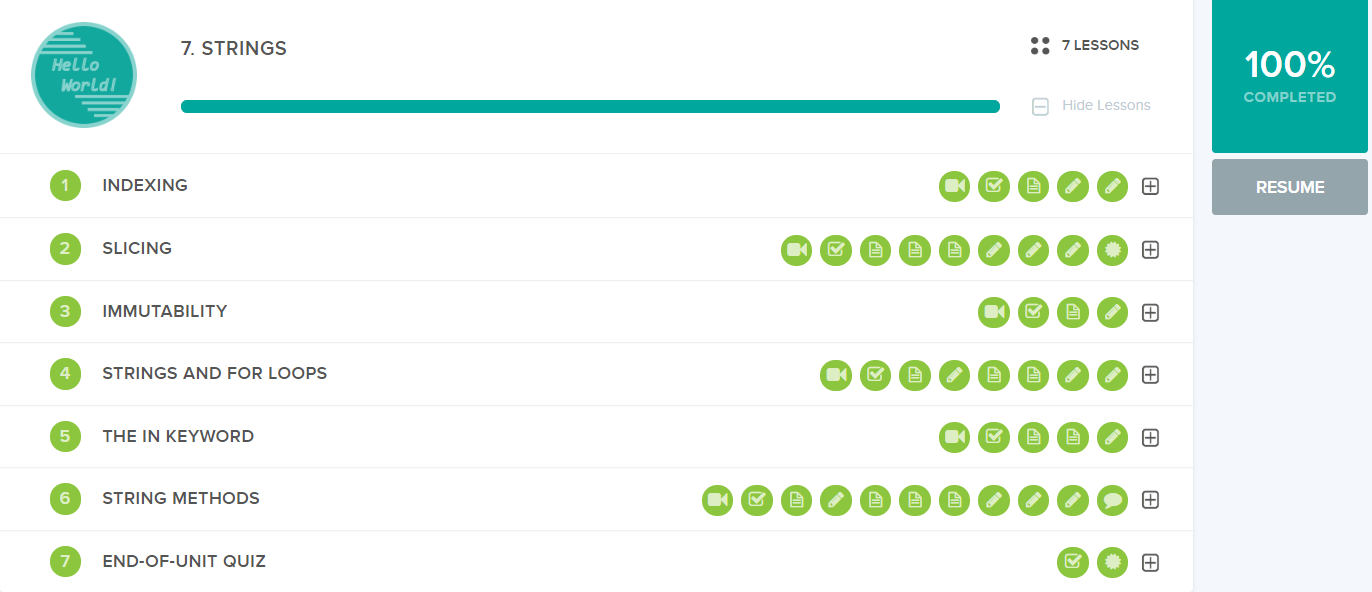 Hello
World!
7. STRINGS
7 LESSONS
Hide Lessons
100%
COMPLETED
RESUME
1 INDEXING
2 SLICING
3 IMMUTABILITY
4 STRINGS AND FOR LOOPS
5 THE IN KEYWORD
6 STRING METHODS
7 END-OF-UNIT QUIZ